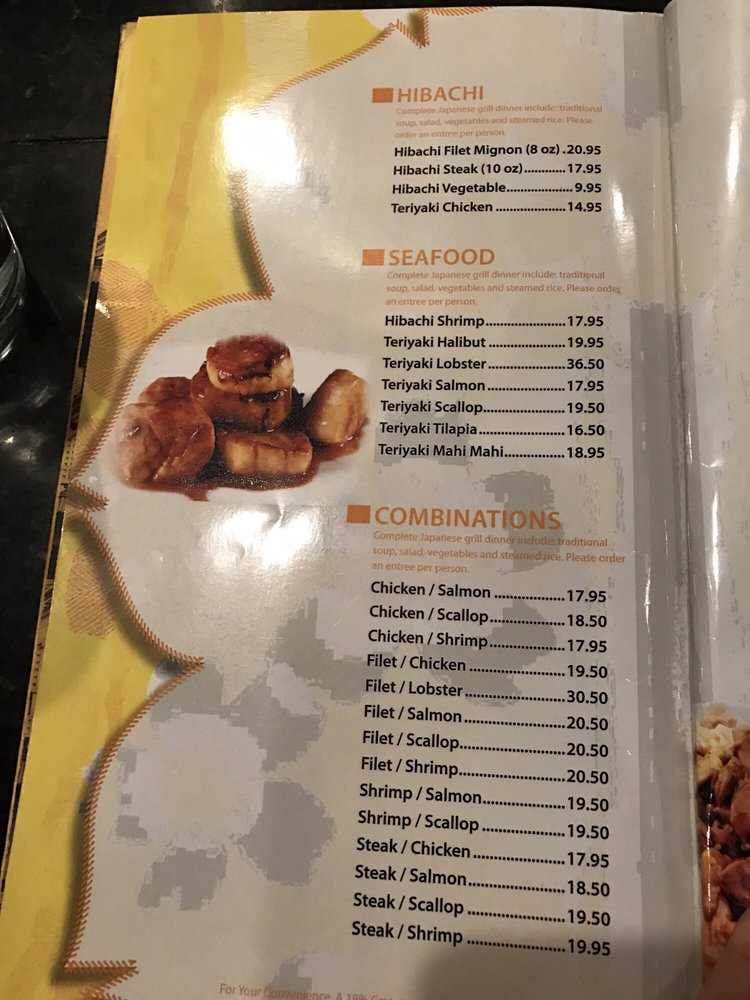 HIBACHI
Complete Japanese grill dinner include: traditional
soup, salad, vegetables and steamed rice. Please
order an entree per person.
Hibachi Filet Mignon (8 oz) .20.95
Hibachi Steak (10 oz)............17.95
Hibachi Vegetable....................9.95
Teriyaki Chicken .....................14.95
SEAFOOD
Complete Japanese grill dinner include: traditional
soup, salad, vegetables and steamed rice. Please order
an entree per person.
Hibachi Shrimp.......................17.95
Teriyaki Halibut ......................19.95
Teriyaki Lobster.......................36.50
Teriyaki Salmon.......................17.95
Teriyaki Scallop........................19.50
Teriyaki Tilapia .........................16.50
Teriyaki Mahi Mahi..................18.95
COMBINATIONS
Complete Japanese grill dinner include: traditional
soup, salad, vegetables and steamed rice. Please order
an entree per person.
Chicken / Salmon .................17.95
Chicken / Scallop..................18.50
Chicken / Shrimp..................17.95
Filet / Chicken .......................19.50
Filet / Lobster........................30.50
Filet / Salmon........................20.50
Filet / Scallop.........................20.50
Filet / Shrimp.........................20.50
Shrimp / Salmon...................19.50
Shrimp / Scallop ...................19.50
Steak / Chicken .....................17.95
Steak / Salmon......................18.50
Steak / Scallop ......................19.50
Steak / Shrimp ......................19.95
For Your Convenience, A 18%